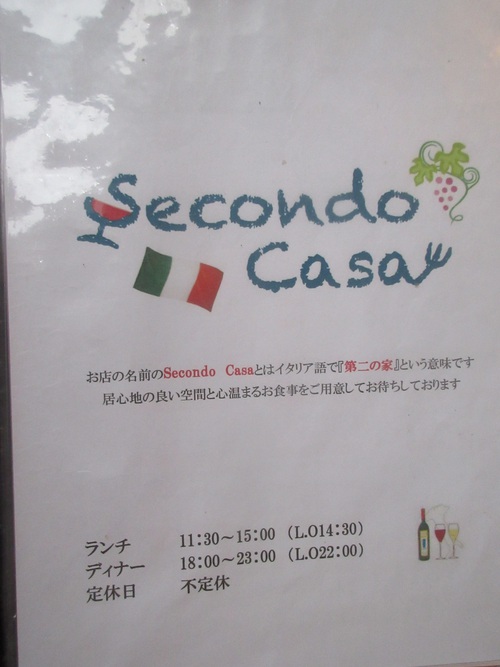 Secondo
Casa
お店の名前のSecondo Casaとはイタリア語で『第二の家』という意味です
居心地の良い空間と心温まるお食事をご用意してお待ちしております
ランチ 11:30～15:00 （L.O14:30）
ディナー 18:00～23:00 （L.O22:00）
定休日 不定休